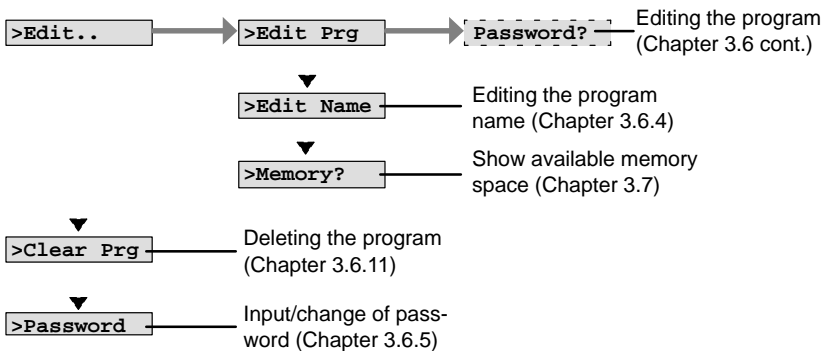 >Edit..
>Edit Prg
Password?
Editing the program
(Chapter 3.6 cont.)
>Edit Name
Editing the program
name (Chapter 3.6.4)
>Memory?
Show available memory
space (Chapter 3.7)
>Clear Prg
Deleting the program
(Chapter 3.6.11)
>Password
Input/change of pass-
word (Chapter 3.6.5)